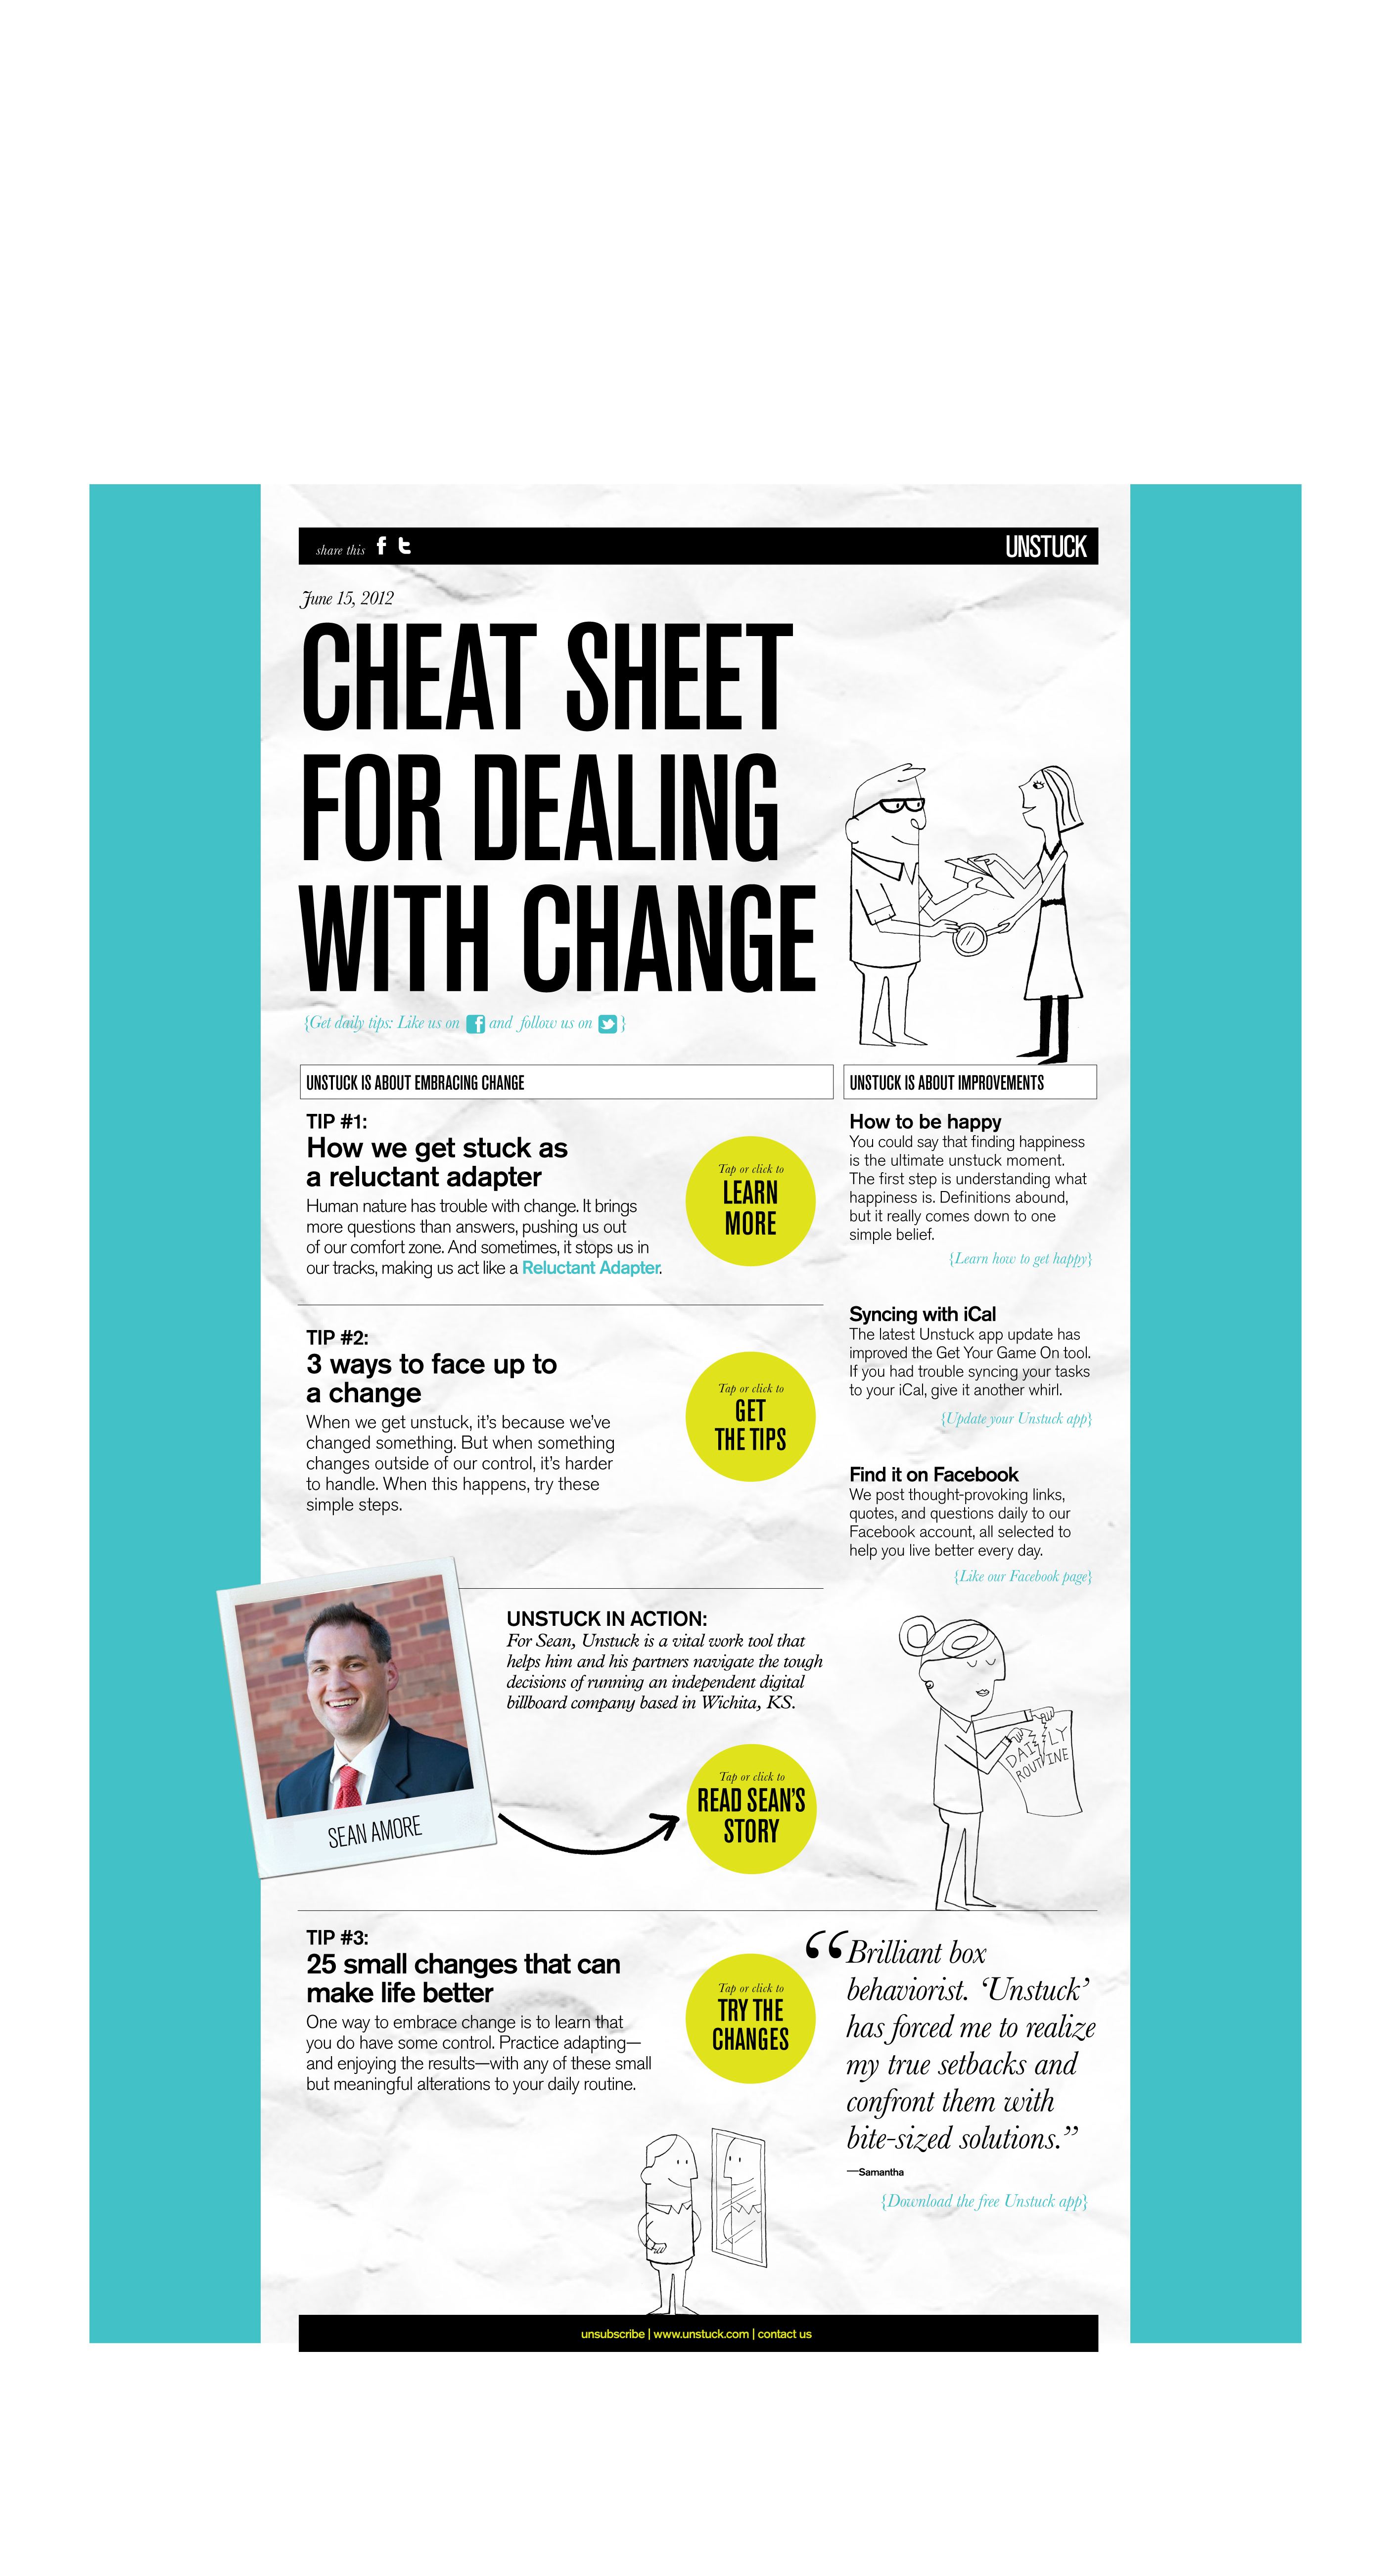 share this
UNSTUCK
June 15, 2012
CHEAT SHEET
FOR DEALING
WITH CHANGE
{Get daily tips: Like us on and follow us on }
UNSTUCK IS ABOUT EMBRACING CHANGE
TIP #1:
How we get stuck as
a reluctant adapter
Human nature has trouble with change. It brings
more questions than answers, pushing us out
of our comfort zone. And sometimes, it stops us in
our tracks, making us act like a Reluctant Adapter.
Tap or click to
LEARN
MORE
TIP #2:
3 ways to face up to
a change
When we get unstuck, it’s because we’ve
changed something. But when something
changes outside of our control, it’s harder
to handle. When this happens, try these
simple steps.
Tap or click to
GET
THE TIPS
UNSTUCK IS ABOUT IMPROVEMENTS
How to be happy
You could say that finding happiness
is the ultimate unstuck moment.
The first step is understanding what
happiness is. Definitions abound,
but it really comes down to one
simple belief.
{Learn how to get happy}
Syncing with iCal
The latest Unstuck app update has
improved the Get Your Game On tool.
If you had trouble syncing your tasks
to your iCal, give it another whirl.
{Update your Unstuck app}
Find it on Facebook
We post thought-provoking links,
quotes, and questions daily to our
Facebook account, all selected to
help you live better every day.
{Like our Facebook page}
SEAN AMORE
UNSTUCK IN ACTION:
For Sean, Unstuck is a vital work tool that
helps him and his partners navigate the tough
decisions of running an independent digital
billboard company based in Wichita, KS.
Tap or click to
READ SEAN’S
STORY
DAILY
ROUTINE
TIP #3:
25 small changes that can
make life better
One way to embrace change is to learn that
you do have some control. Practice adapting—
and enjoying the results—with any of these small
but meaningful alterations to your daily routine.
Tap or click to
TRY THE
CHANGES
“Brilliant box
behaviorist. ‘Unstuck’
has forced me to realize
my true setbacks and
confront them with
bite-sized solutions.”
—Samantha
{Download the free Unstuck app}
unsubscribe | www.unstuck.com | contact us